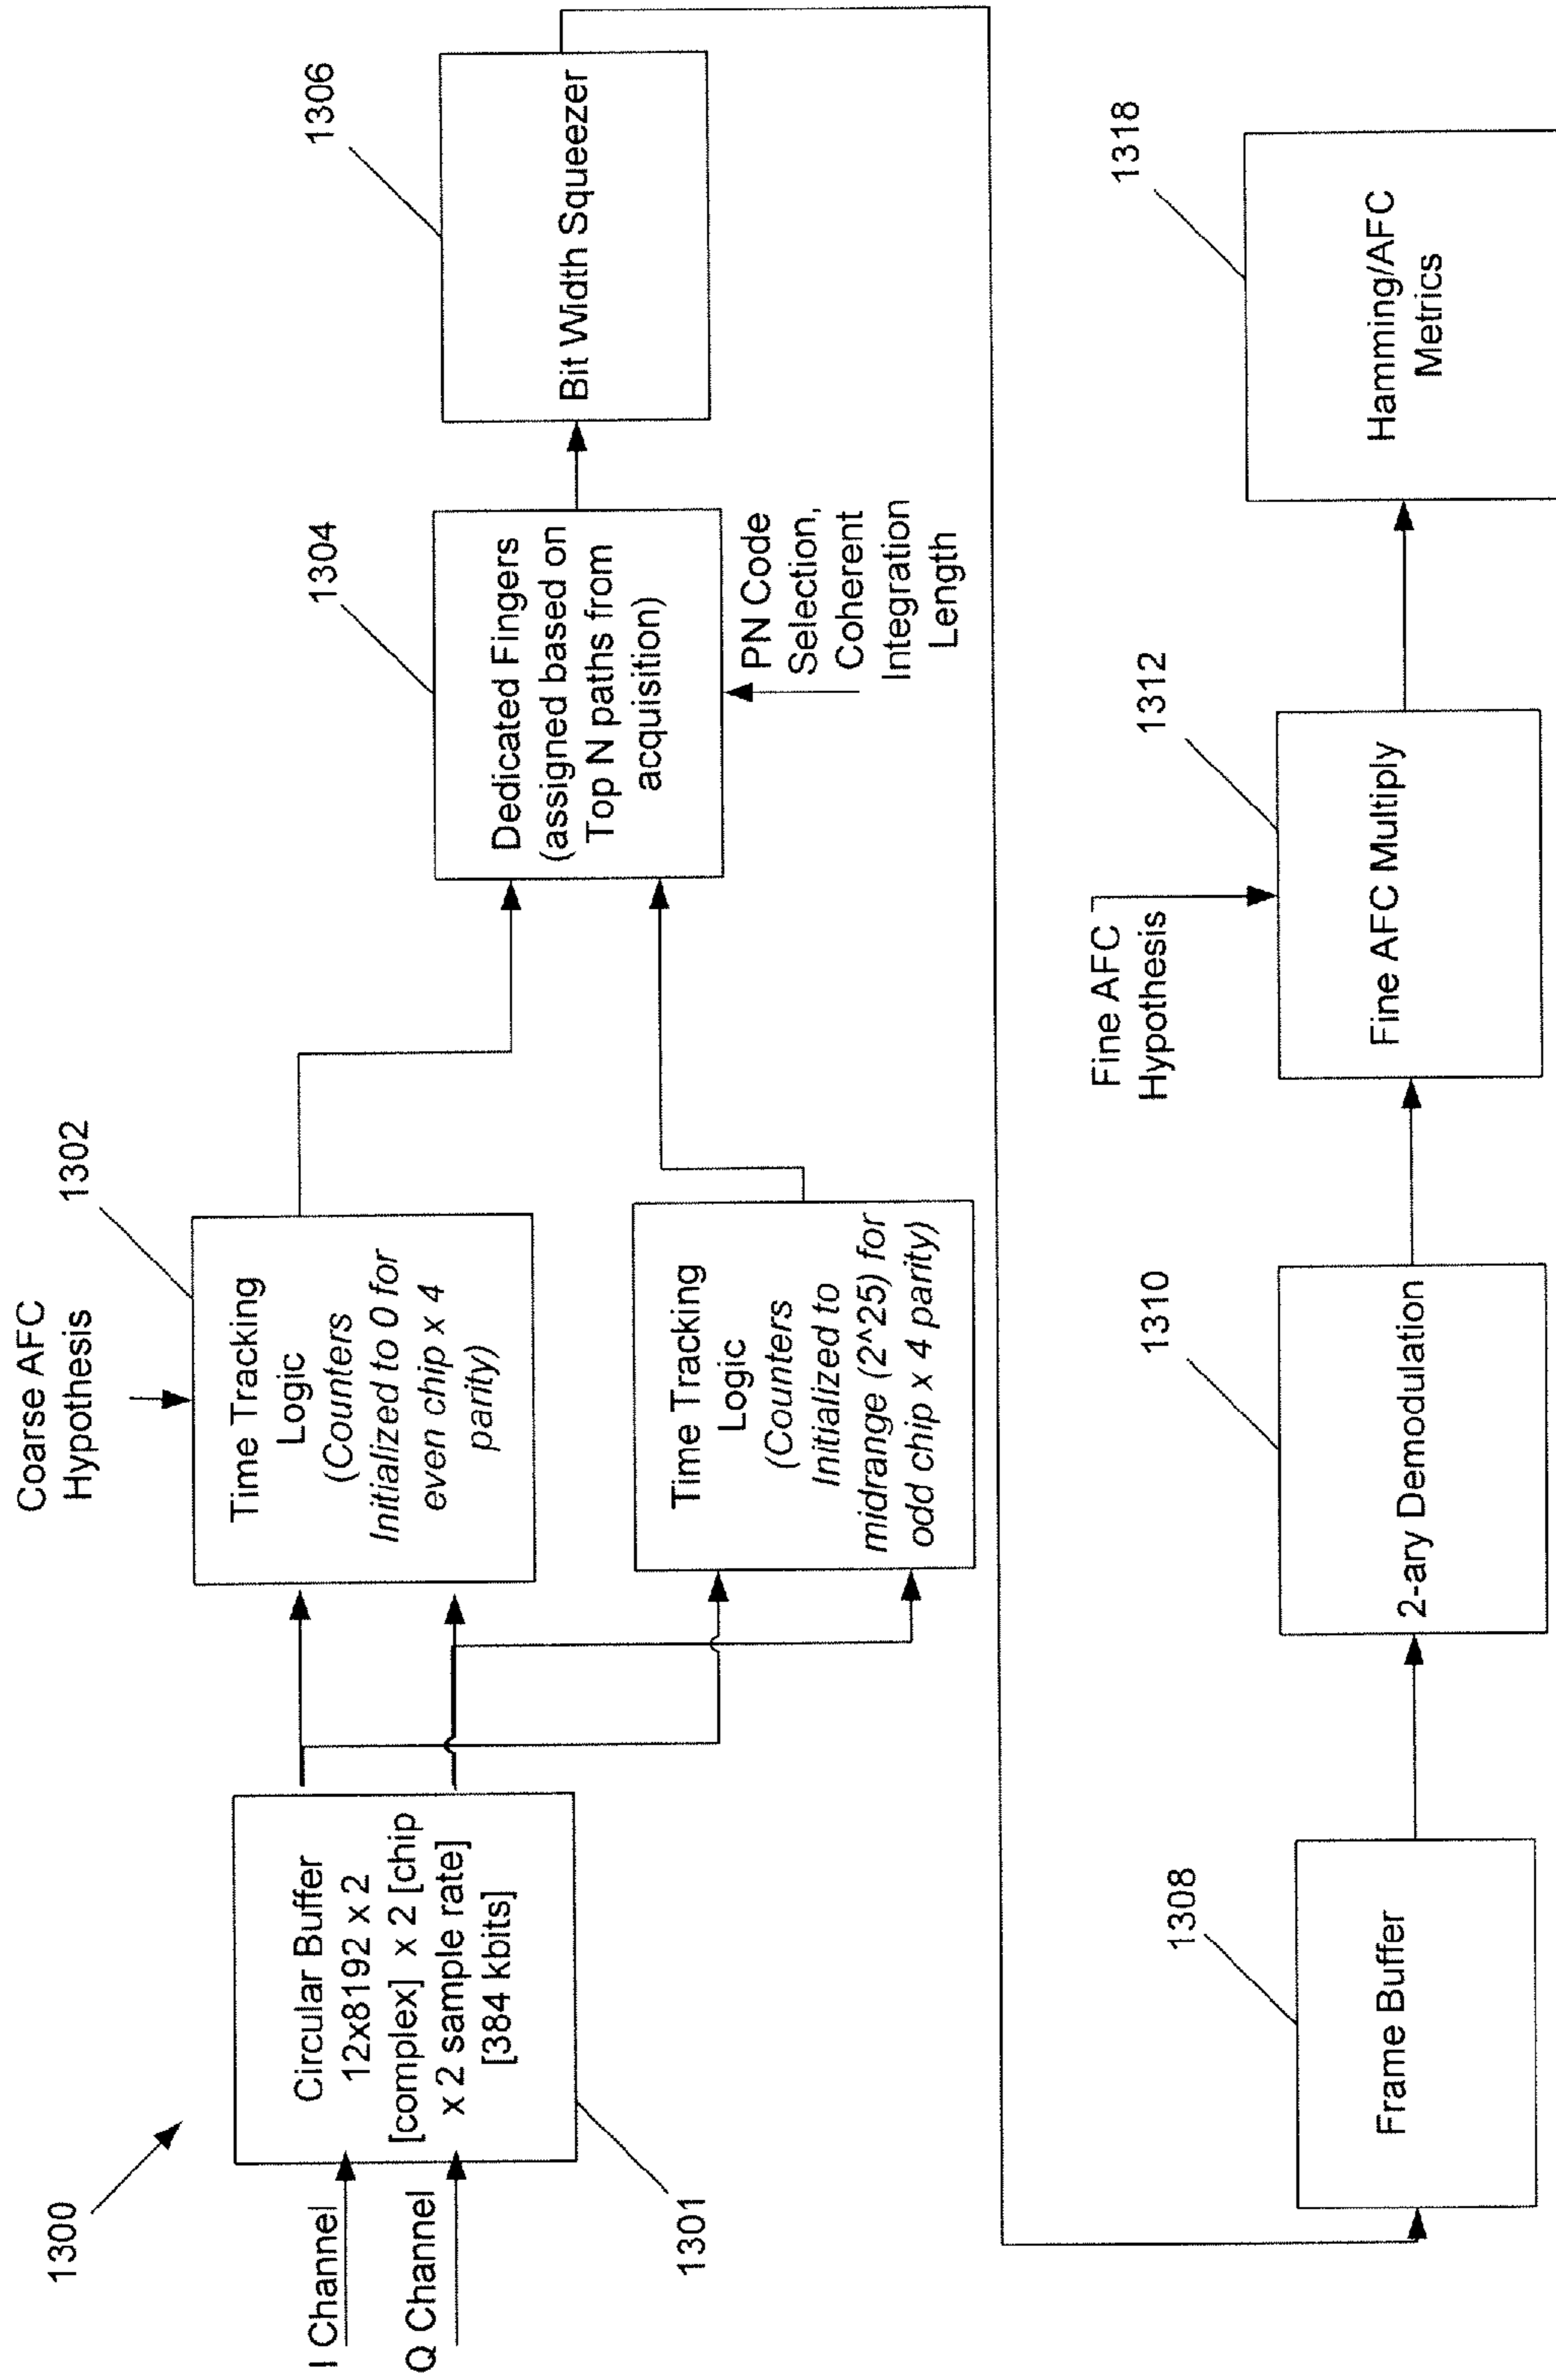 1300
I Channel
Q Channel
Circular Buffer
12x8192 x 2
[complex] x 2 [chip
x 2 sample rate]
[384 kbits]
1301
Coarse AFC
Hypothesis
1302
Time Tracking
Logic
(Counters
Initialized to 0 for
even chip x 4
parity)
Time Tracking
Logic
(Counters
Initialized to
midrange (2^25) for
odd chip x 4 parity)
1304
Dedicated Fingers
(assigned based on
Top N paths from
acquisition)
PN Code
Selection,
Coherent
Integration
Length
1306
Bit Width Squeezer
1308
Frame Buffer
1310
2-ary Demodulation
Fine AFC
Hypothesis
1312
Fine AFC Multiply
1318
Hamming/AFC
Metrics